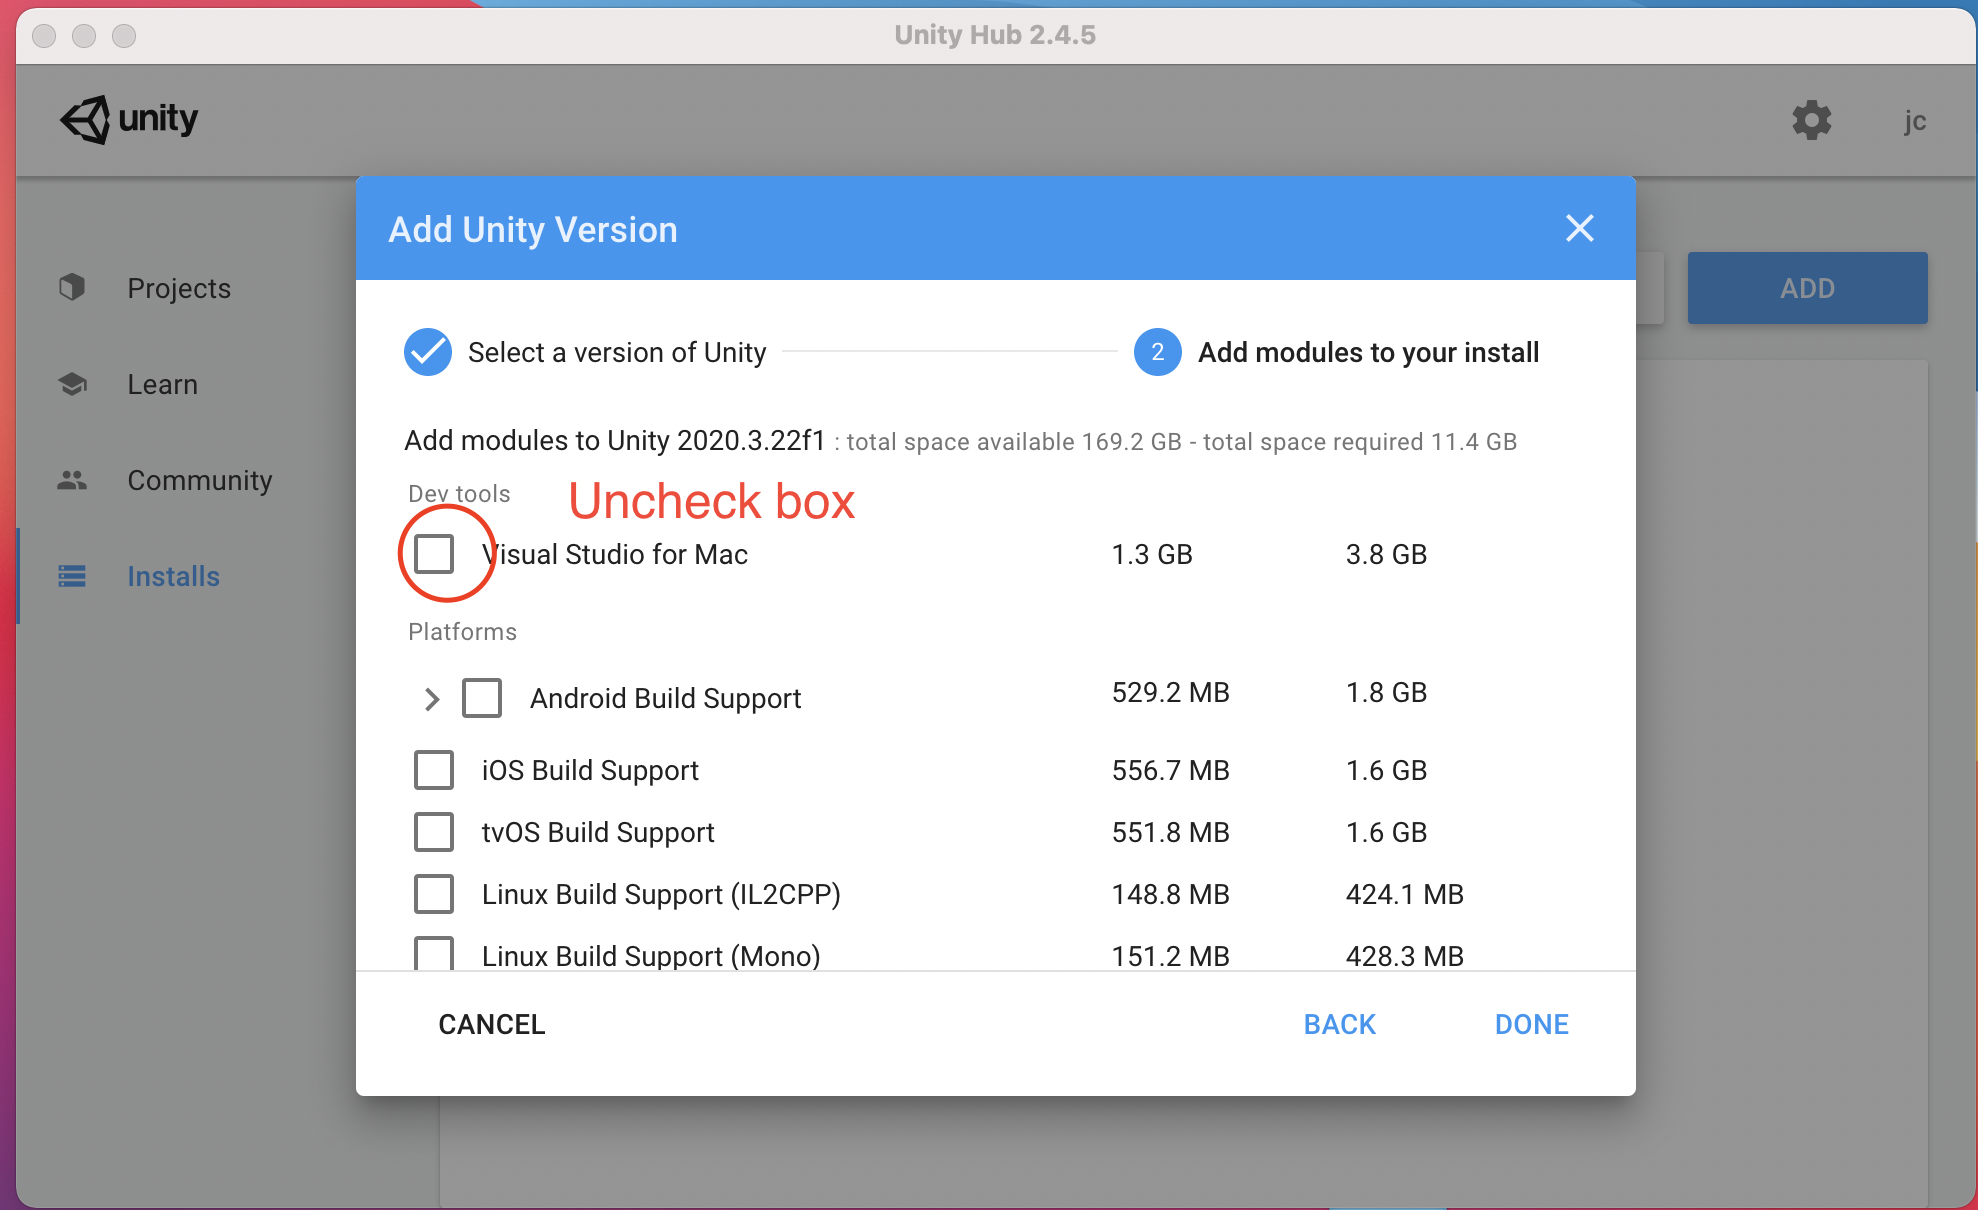 Unity Hub 2.4.5
unity
jc
Add Unity Version
Projects
ADD
Select a version of Unity
2 Add modules to your install
Learn
Add modules to Unity 2020.3.22f1 : total space available 169.2 GB - total space required 11.4 GB
Community
Dev tools
Uncheck box
Visual Studio for Mac 1.3 GB 3.8 GB
Installs
Platforms
Android Build Support 529.2 MB 1.8 GB
iOS Build Support 556.7 MB 1.6 GB
tvOS Build Support 551.8 MB 1.6 GB
Linux Build Support (IL2CPP) 148.8 MB 424.1 MB
Linux Build Support (Mono) 151.2 MB 428.3 MB
CANCEL BACK DONE